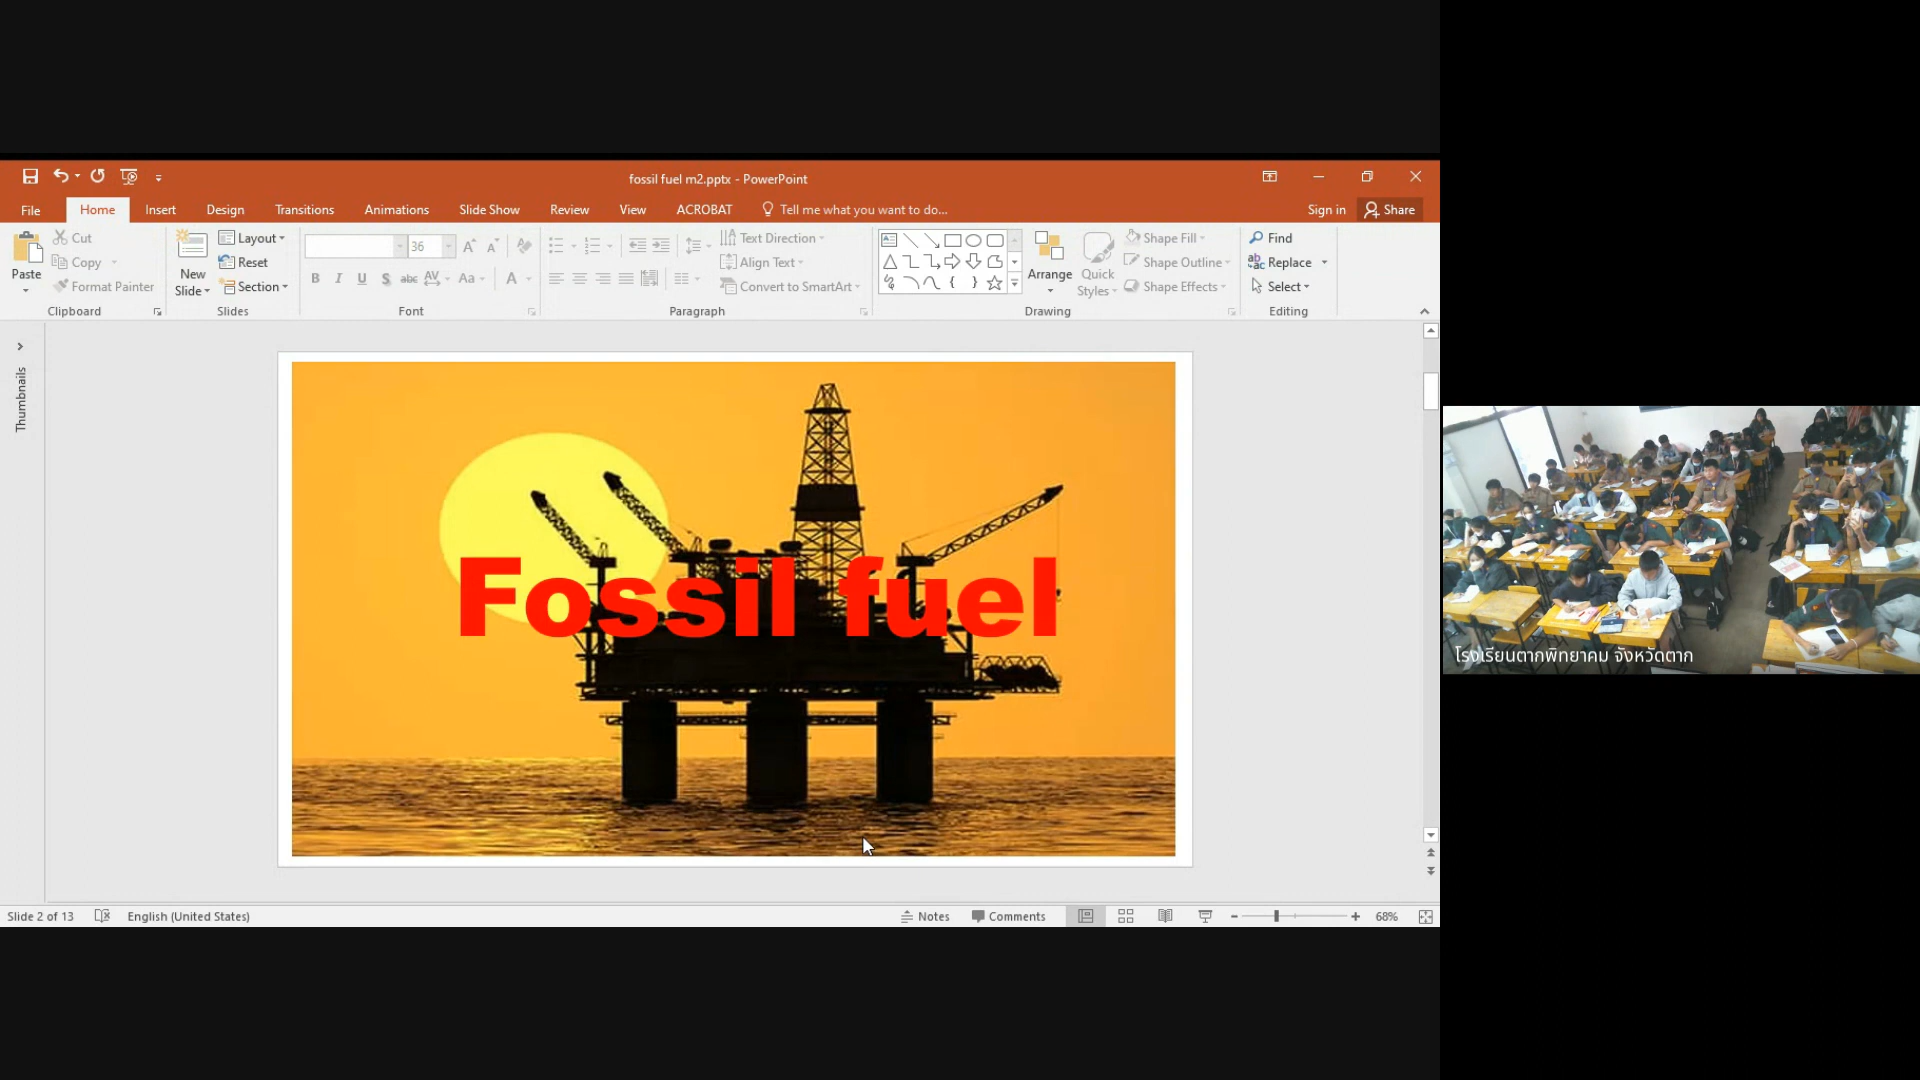 fossil fuel m2.pptx - PowerPoint
File Home Insert Design Transitions Animations Slide Show Review View ACROBAT Tell me what you want to do... Sign in Share
Paste Cut Copy Format Painter
Clipboard
New Slide Layout Reset Section
Slides
36
B I U S abc AV Aa A
Font
Text Direction
Align Text
Convert to SmartArt
Paragraph
Arrange Quick Styles
Shape Fill
Shape Outline
Shape Effects
Drawing
Find
Replace
Select
Editing
Thumbnails
Fossil fuel
โรงเรียนตากพิทยาคม จังหวัดตาก
Slide 2 of 13 English (United States) Notes Comments 68%